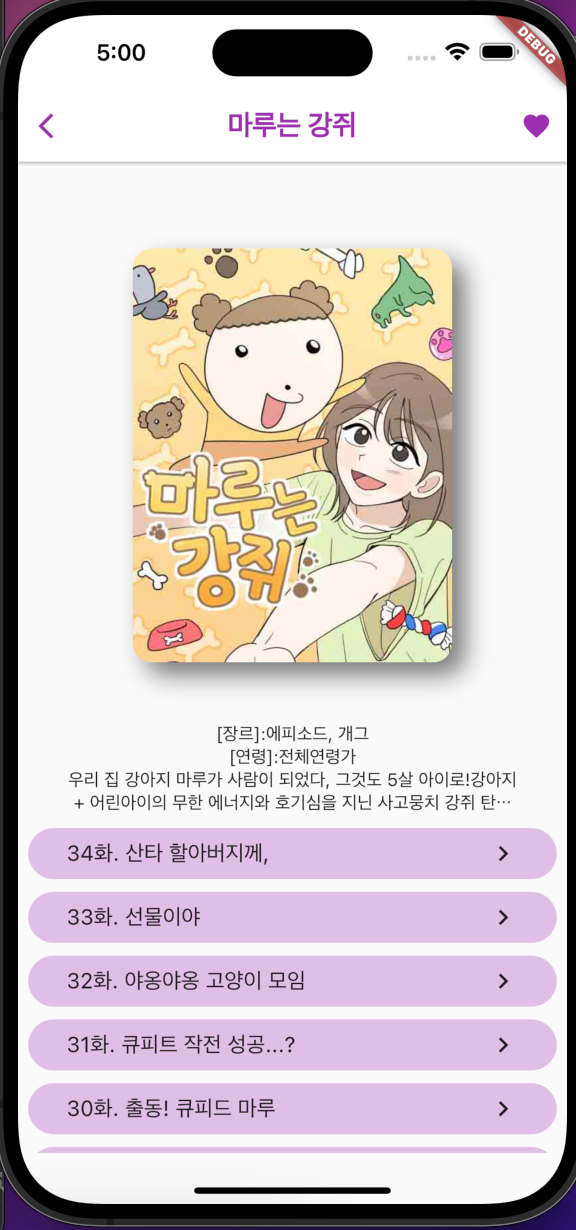 5:00
DEBUG
마루는 강쥐
마루는
강쥐
[장르]:에피소드, 개그
[연령]:전체연령가
우리 집 강아지 마루가 사람이 되었다, 그것도 5살 아이로!강아지
+ 어린아이의 무한 에너지와 호기심을 지닌 사고뭉치 강쥐 탄…
34화. 산타 할아버지께,
33화. 선물이야
32화. 야옹야옹 고양이 모임
31화. 큐피트 작전 성공...?
30화. 출동! 큐피드 마루